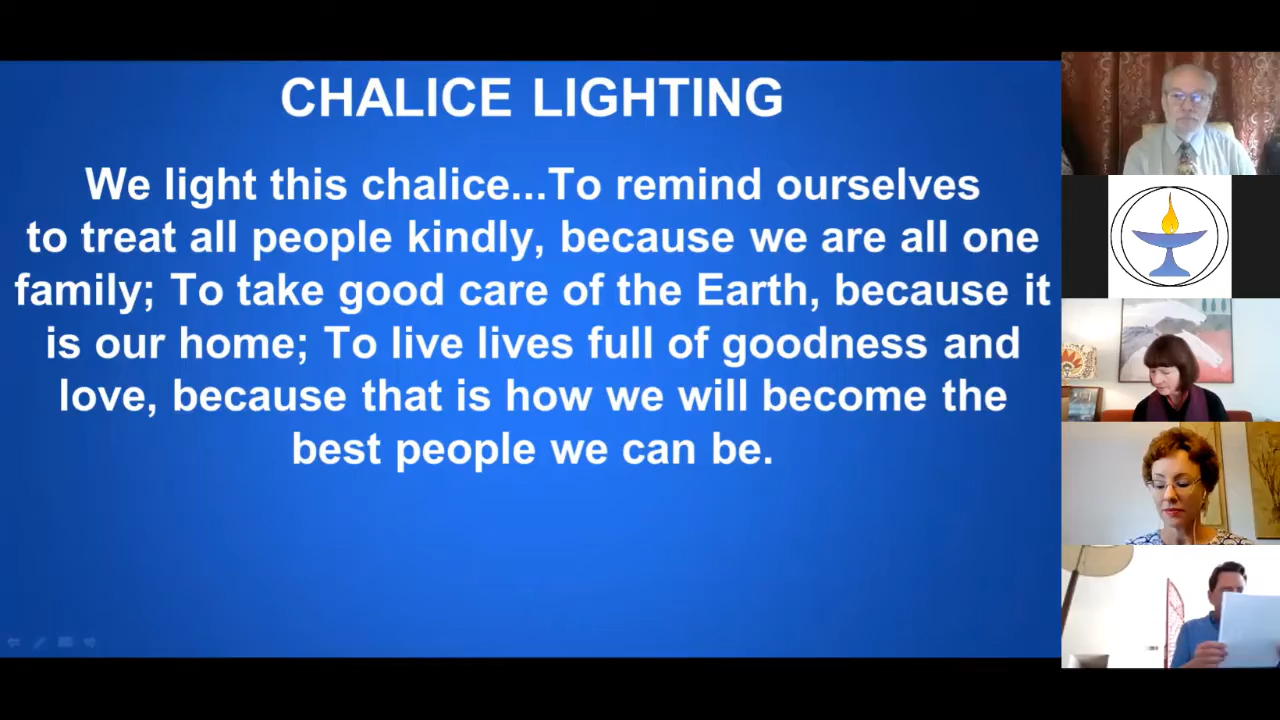 CHALICE LIGHTING
We light this chalice...To remind ourselves
to treat all people kindly, because we are all one
family; To take good care of the Earth, because it
is our home; To live lives full of goodness and
love, because that is how we will become the
best people we can be.